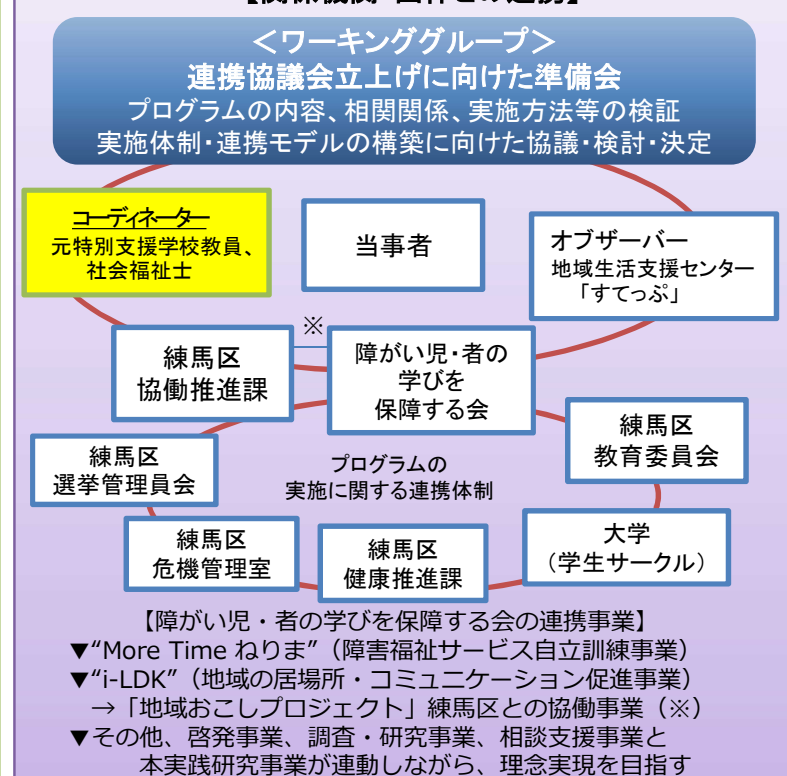 【関係機関・団体との連携】
＜ワーキンググループ＞
連携協議会立上げに向けた準備会
プログラムの内容、相関関係、実施方法等の検証
実施体制・連携モデルの構築に向けた協議・検討・決定
コーディネーター
元特別支援学校教員、
社会福祉士
当事者
オブザーバー
地域生活支援センター
「すてっぷ」
※
練馬区
協働推進課
障がい児・者の
学びを
保障する会
練馬区
教育委員会
練馬区
選挙管理員会
プログラムの
実施に関する連携体制
練馬区
危機管理室
練馬区
健康推進課
大学
（学生サークル）
【障がい児・者の学びを保障する会の連携事業】
▼“More Time ねりま”（障害福祉サービス自立訓練事業）
▼“i-LDK”（地域の居場所・コミュニケーション促進事業）
→「地域おこしプロジェクト」練馬区との協働事業（※）
▼その他、啓発事業、調査・研究事業、相談支援事業と
本実践研究事業が連動しながら、理念実現を目指す